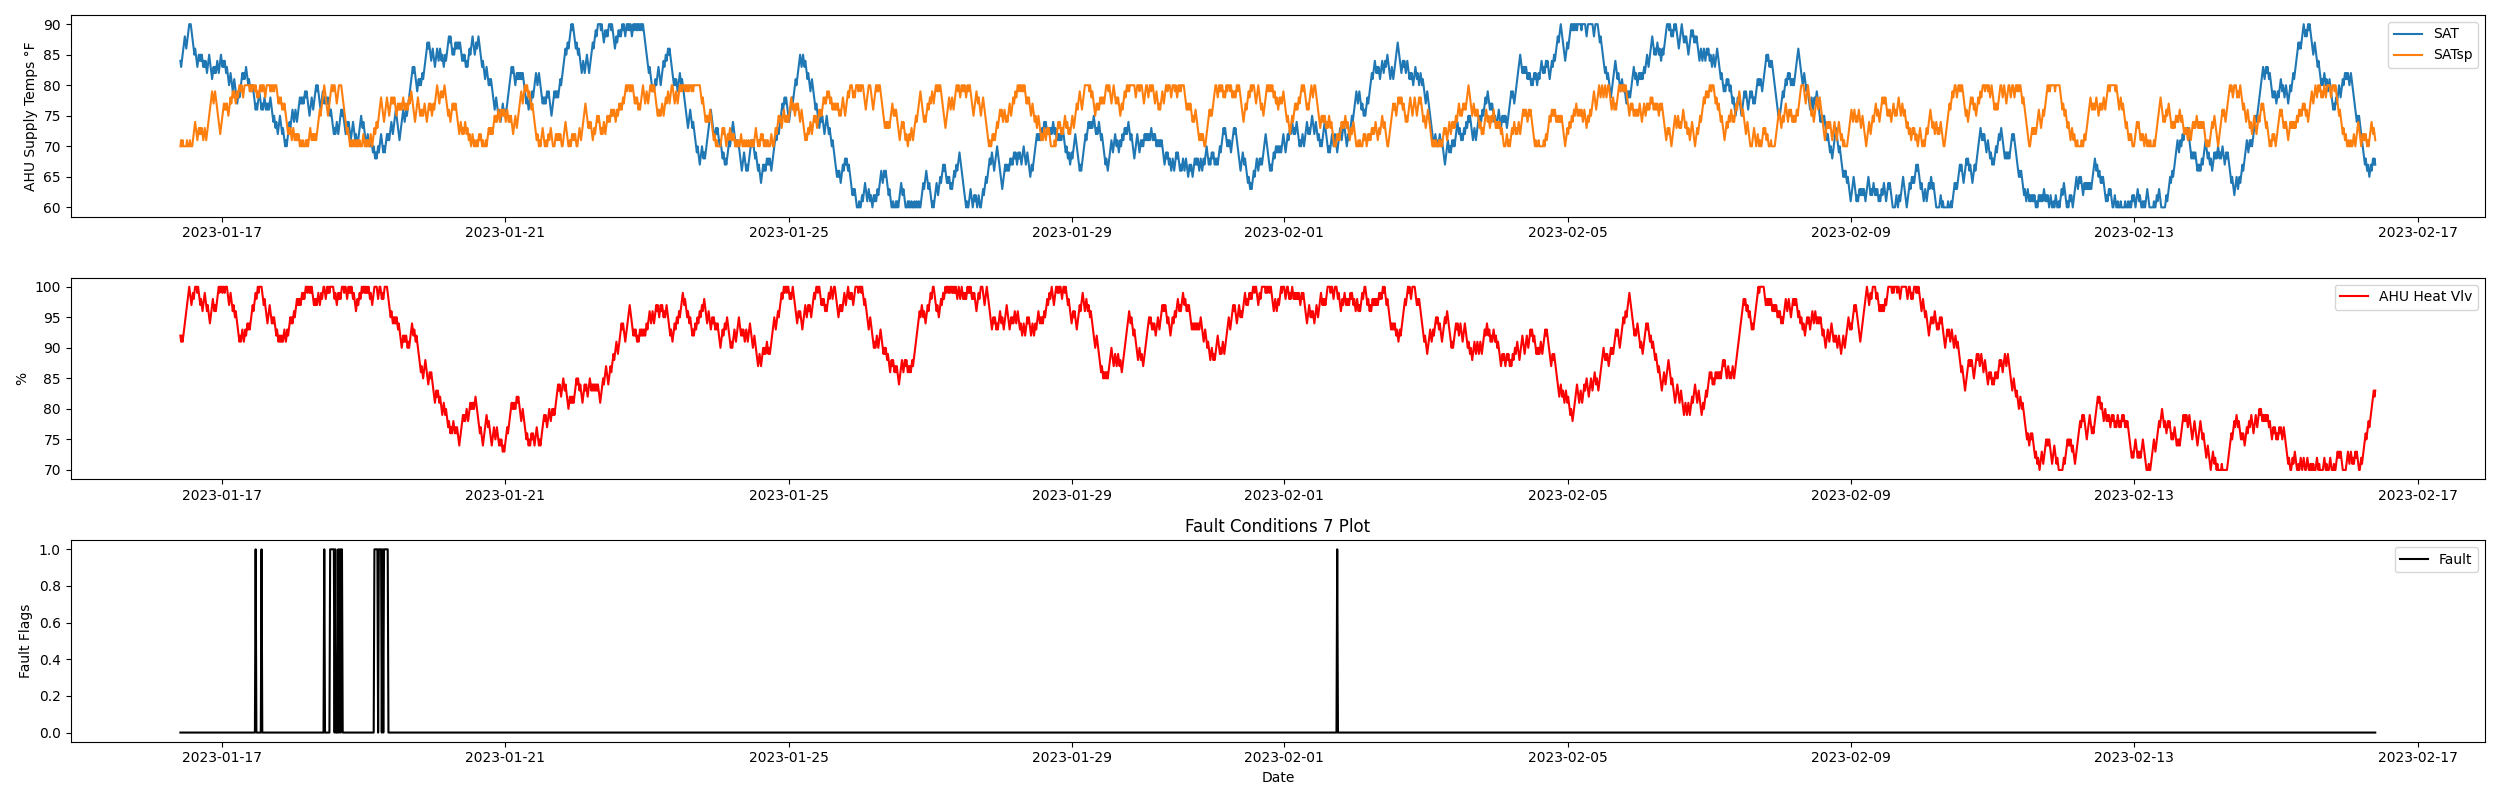 90
85
80
75
70
65
60
AHU Supply Temps °F
SAT
SATsp
2023-01-17 2023-01-21 2023-01-25 2023-01-29 2023-02-01 2023-02-05 2023-02-09 2023-02-13 2023-02-17
100
95
90
85
80
75
70
%
AHU Heat Vlv
2023-01-17 2023-01-21 2023-01-25 2023-01-29 2023-02-01 2023-02-05 2023-02-09 2023-02-13 2023-02-17
Fault Conditions 7 Plot
1.0
0.8
0.6
0.4
0.2
0.0
Fault Flags
Fault
2023-01-17 2023-01-21 2023-01-25 2023-01-29 2023-02-01 2023-02-05 2023-02-09 2023-02-13 2023-02-17
Date